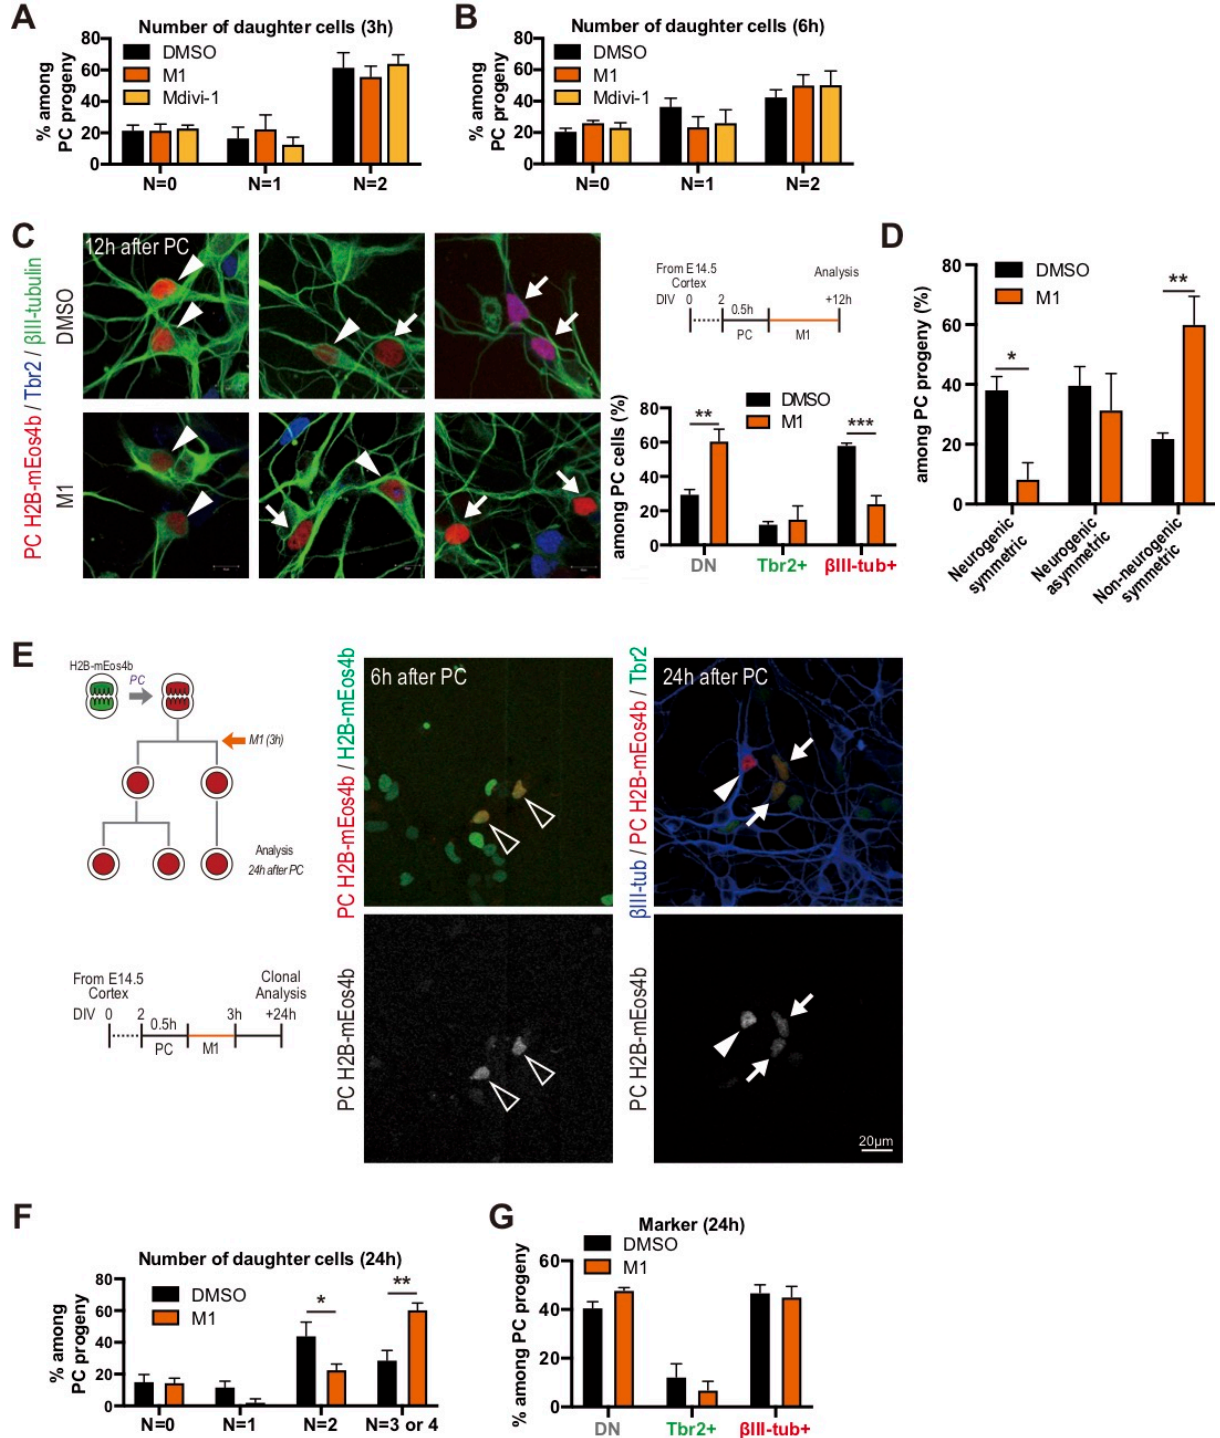 A
Number of daughter cells (3h)
% among
PC progeny
80
60
40
20
0
DMSO
M1
Mdivi-1
N=0
N=1
N=2
B
Number of daughter cells (6h)
% among
PC progeny
80
60
40
20
0
DMSO
M1
Mdivi-1
N=0
N=1
N=2
C
PC H2B-mEos4b / Tbr2 / βIII-tubulin
DMSO
M1
12h after PC
From E14.5
Cortex
Analysis
DIV 0 2 0.5h +12h
PC M1
among PC cells (%)
80
60
40
20
0
DMSO
M1
**
***
DN
Tbr2+
βIII-tub+
D
among PC progeny (%)
80
60
40
20
0
DMSO
M1
*
**
Neurogenic
symmetric
Neurogenic
asymmetric
Non-neurogenic
symmetric
E
H2B-mEos4b
PC
M1 (3h)
Analysis
24h after PC
From E14.5
Cortex
Clonal
Analysis
DIV 0 2 0.5h 3h +24h
PC M1
PC H2B-mEos4b / H2B-mEos4b
6h after PC
PC H2B-mEos4b
βIII-tub / PC H2B-mEos4b / Tbr2
24h after PC
PC H2B-mEos4b
20μm
F
Number of daughter cells (24h)
% among
PC progeny
80
60
40
20
0
DMSO
M1
*
**
N=0
N=1
N=2
N=3 or 4
G
Marker (24h)
% among PC progeny
60
40
20
0
DMSO
M1
DN
Tbr2+
βIII-tub+